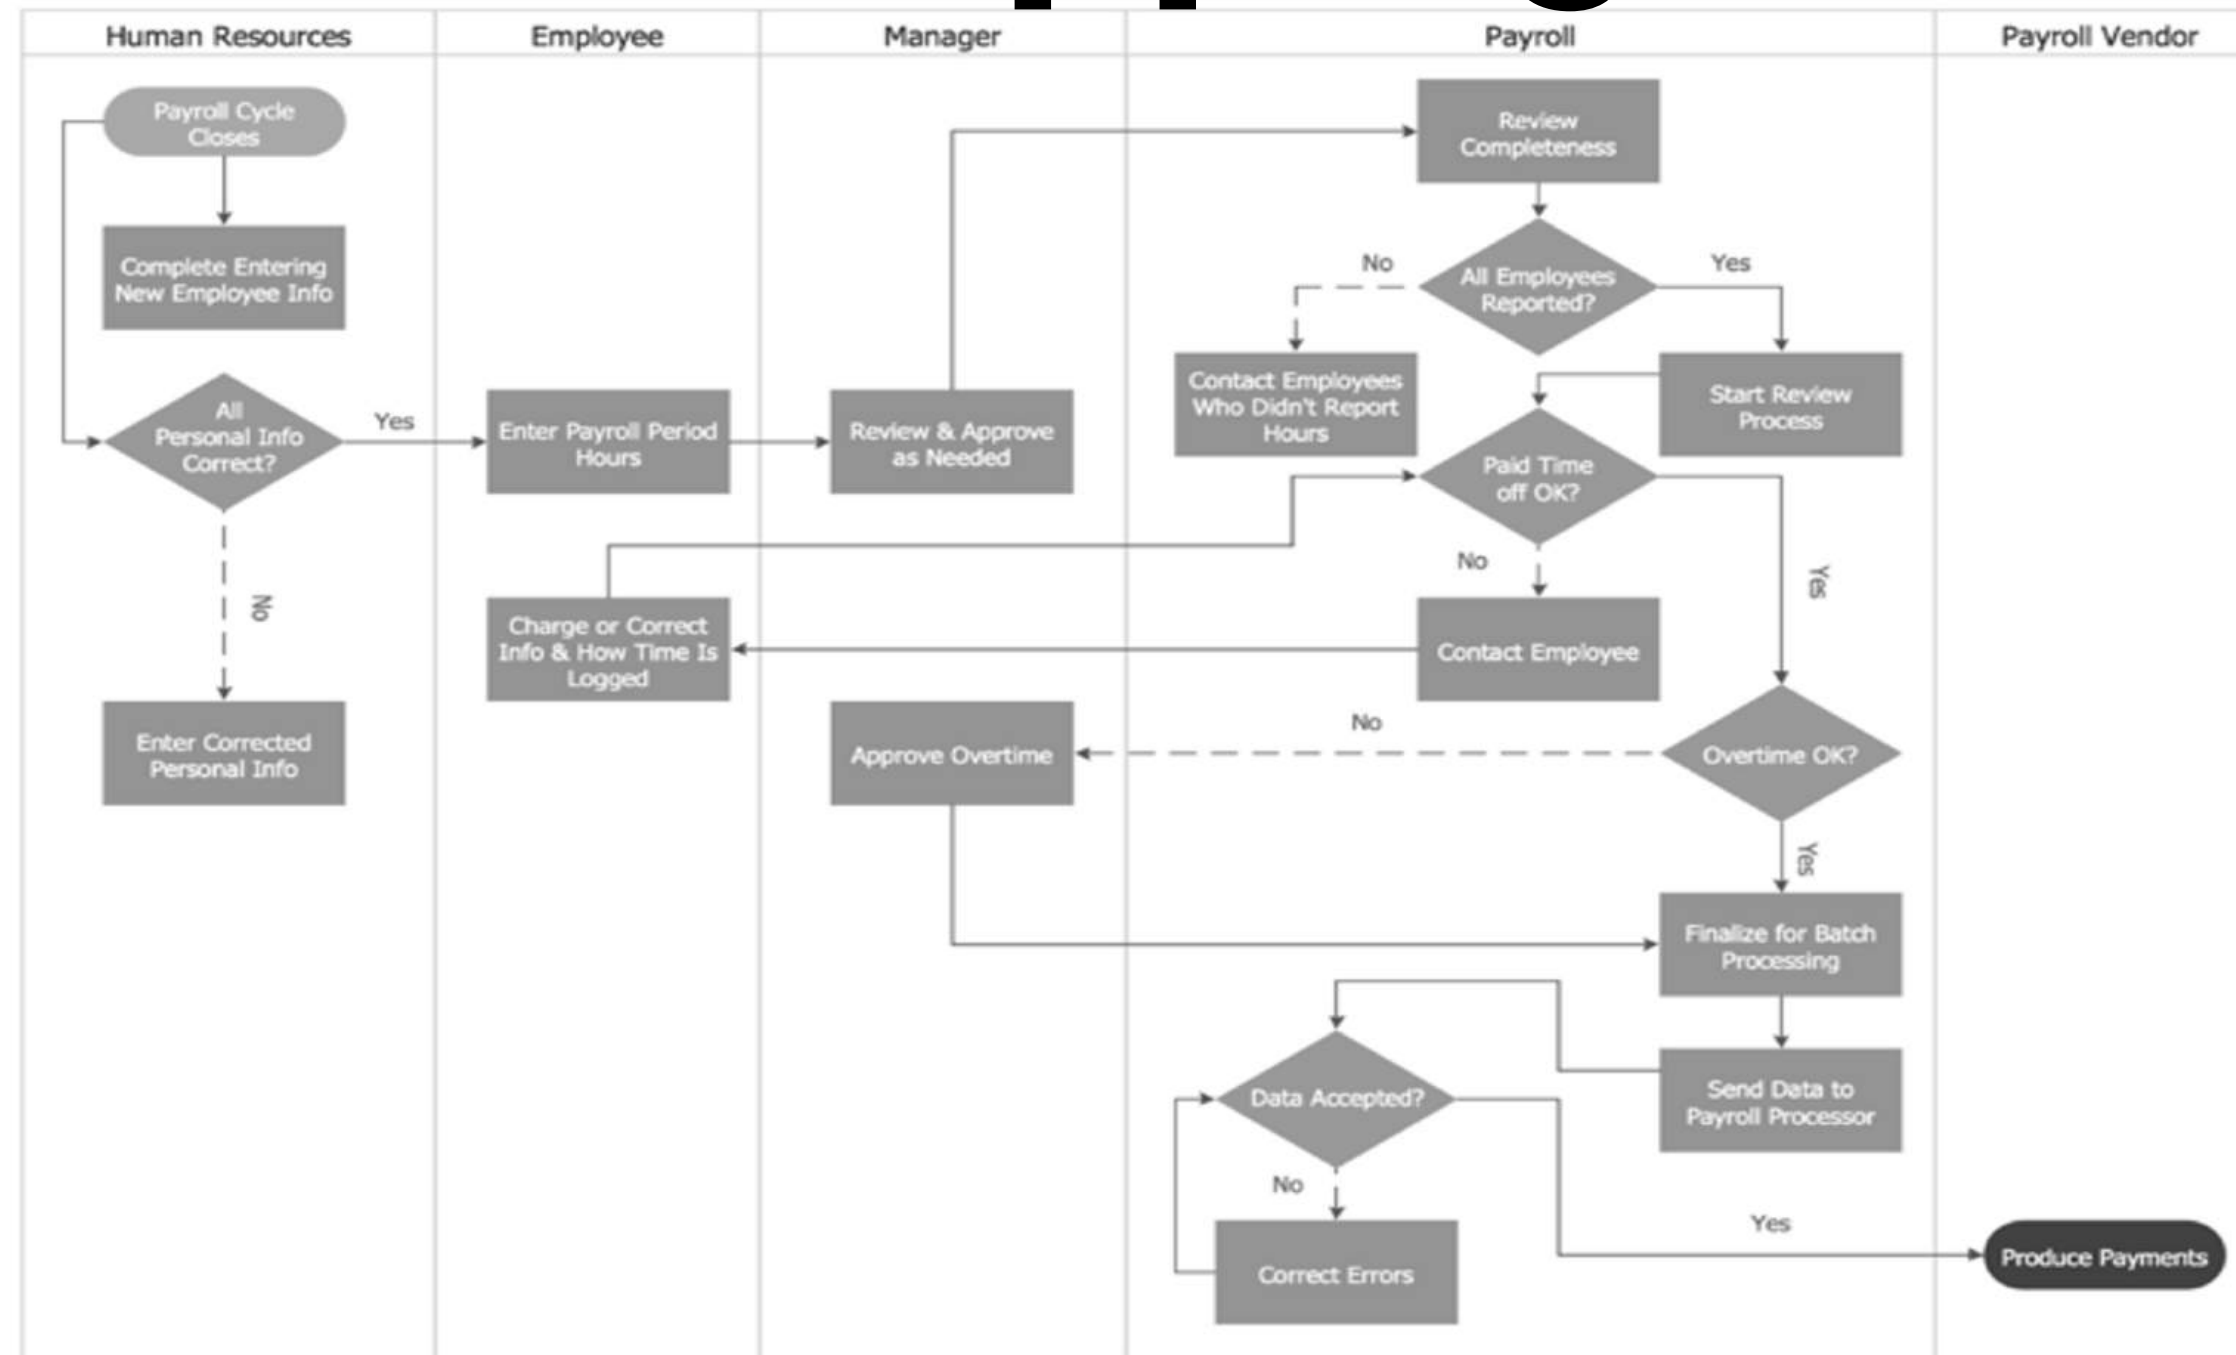 Human Resources
Employee
Manager
Payroll
Payroll Vendor
Payroll Cycle
Closes
Complete Entering
New Employee Info
All
Personal Info
Correct?
Yes
No
Enter Corrected
Personal Info
Enter Payroll Period
Hours
Charge or Correct
Info & How Time Is
Logged
Review & Approve
as Needed
Approve Overtime
Review
Completeness
All Employees
Reported?
No
Yes
Contact Employees
Who Didn't Report
Hours
Start Review
Process
Paid Time
off OK?
No
Yes
Contact Employee
No
Overtime OK?
Yes
Finalize for Batch
Processing
Send Data to
Payroll Processor
Data Accepted?
No
Yes
Correct Errors
Produce Payments